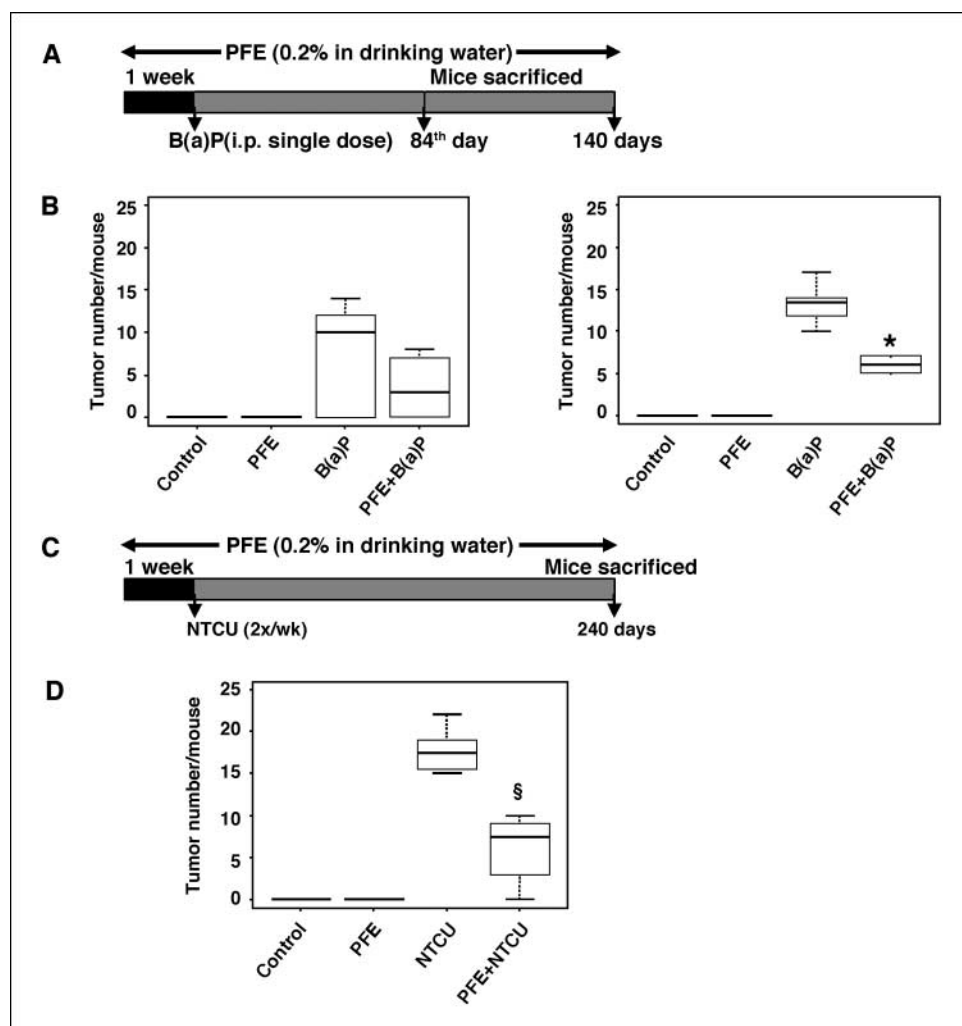 A
PFE (0.2% in drinking water)
1 week
Mice sacrificed
B(a)P(i.p. single dose)
84th day
140 days
B
Tumor number/mouse
25
20
15
10
5
0
Control
PFE
B(a)P
PFE+B(a)P
Tumor number/mouse
25
20
15
10
5
0
*
Control
PFE
B(a)P
PFE+B(a)P
C
PFE (0.2% in drinking water)
1 week
Mice sacrificed
NTCU (2x/wk)
240 days
D
Tumor number/mouse
25
20
15
10
5
0
§
Control
PFE
NTCU
PFE+NTCU